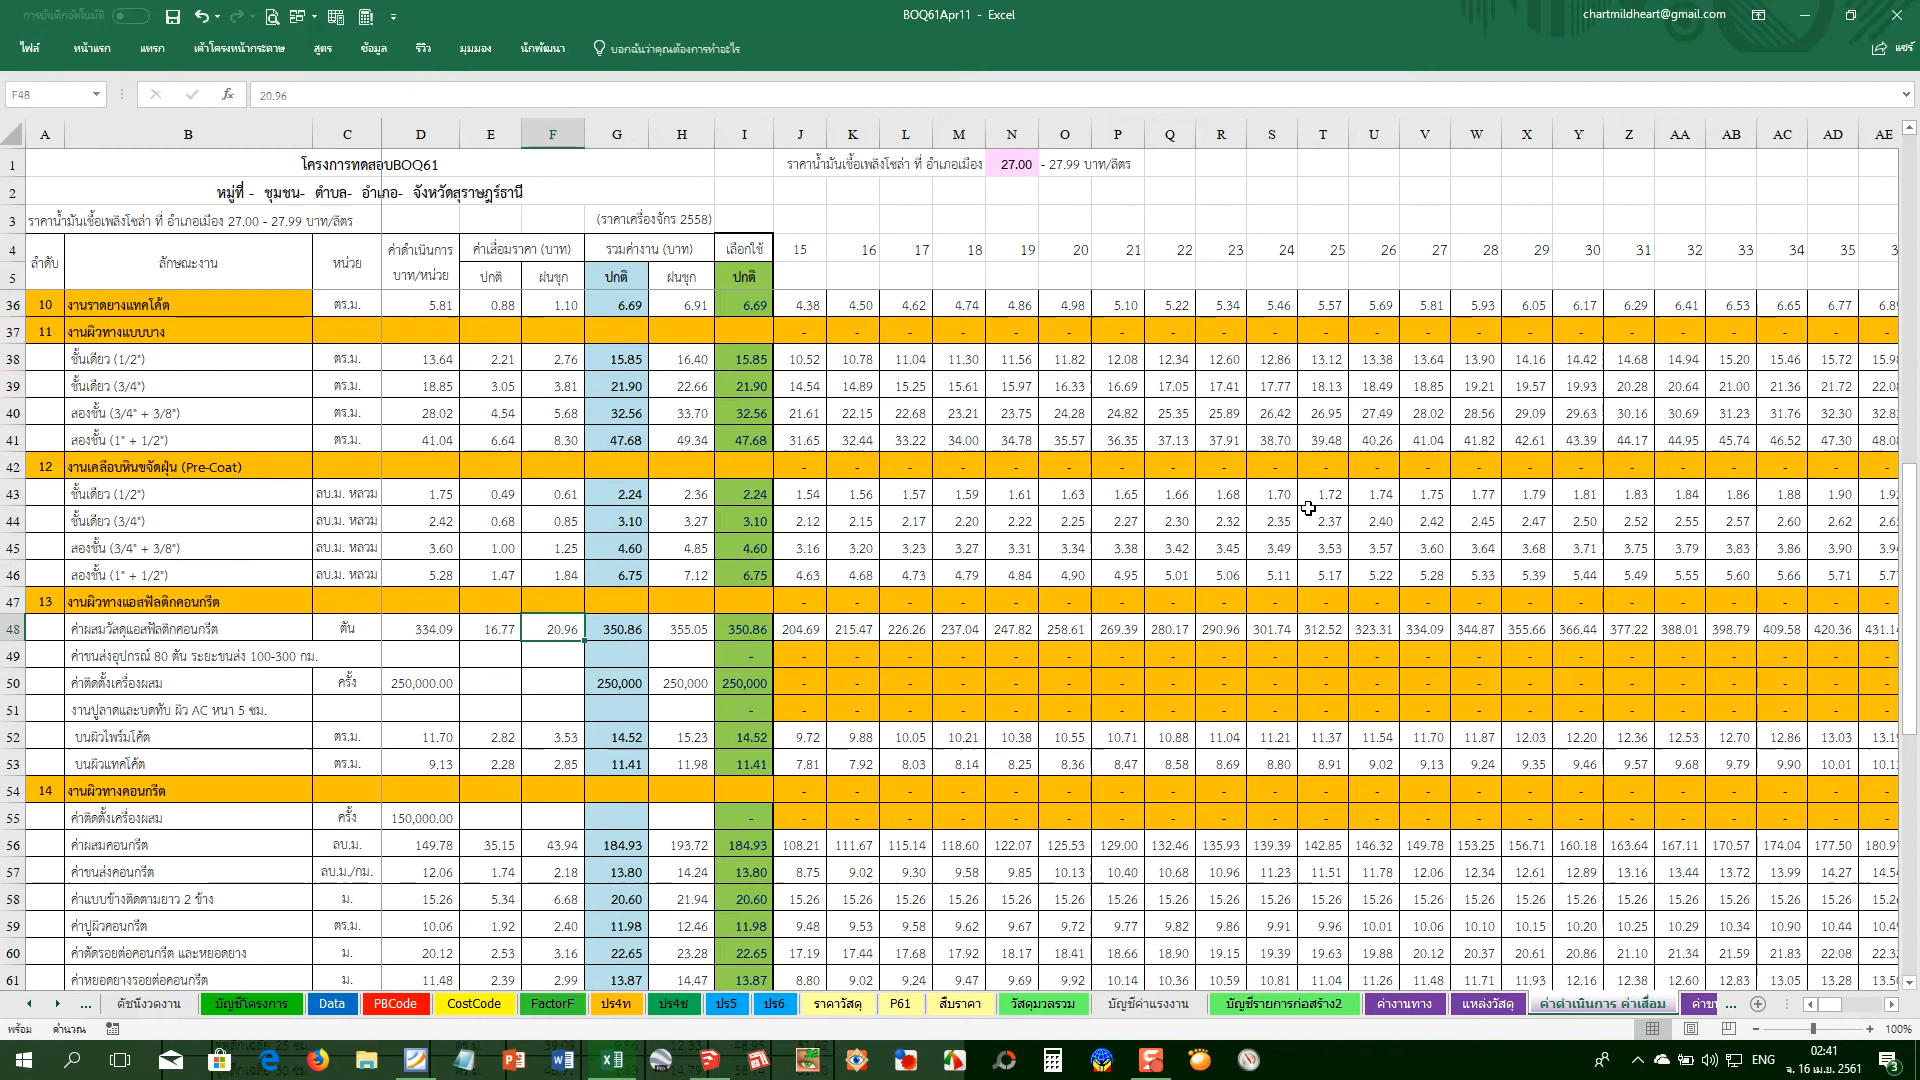 การบันทึกอัตโนมัติ
BOQ61Apr11 - Excel
chartmildheart@gmail.com
ไฟล์ หน้าแรก แทรก เค้าโครงหน้ากระดาษ สูตร ข้อมูล รีวิว มุมมอง นักพัฒนา บอกฉันว่าคุณต้องการทำอะไร แชร์
F48 fx 20.96
A B C D E F G H I J K L M N O P Q R S T U V W X Y Z AA AB AC AD AE
1 โครงการทดสอบBOQ61 ราคาน้ำมันเชื้อเพลิงโซล่า ที่ อำเภอเมือง 27.00 - 27.99 บาท/ลิตร
2 หมู่ที่ - ชุมชน- ตำบล- อำเภอ- จังหวัดสุราษฎร์ธานี
3 ราคาน้ำมันเชื้อเพลิงโซล่า ที่ อำเภอเมือง 27.00 - 27.99 บาท/ลิตร (ราคาเครื่องจักร 2558)
4 ลำดับ ลักษณะงาน หน่วย ค่าดำเนินการ ค่าเสื่อมราคา (บาท) รวมค่างาน (บาท) เลือกใช้ 15 16 17 18 19 20 21 22 23 24 25 26 27 28 29 30 31 32 33 34 35 3
5 บาท/หน่วย ปกติ ฝนชุก ปกติ ฝนชุก ปกติ
36 10 งานราดยางแทคโค้ต ตร.ม. 5.81 0.88 1.10 6.69 6.91 6.69 4.38 4.50 4.62 4.74 4.86 4.98 5.10 5.22 5.34 5.46 5.57 5.69 5.81 5.93 6.05 6.17 6.29 6.41 6.53 6.65 6.77 6.89
37 11 งานผิวทางแบบบาง - - - - - - - - - - - - - - - - - - - - - -
38 ชั้นเดียว (1/2") ตร.ม. 13.64 2.21 2.76 15.85 16.40 15.85 10.52 10.78 11.04 11.30 11.56 11.82 12.08 12.34 12.60 12.86 13.12 13.38 13.64 13.90 14.16 14.42 14.68 14.94 15.20 15.46 15.72 15.98
39 ชั้นเดียว (3/4") ตร.ม. 18.85 3.05 3.81 21.90 22.66 21.90 14.54 14.89 15.25 15.61 15.97 16.33 16.69 17.05 17.41 17.77 18.13 18.49 18.85 19.21 19.57 19.93 20.28 20.64 21.00 21.36 21.72 22.08
40 สองชั้น (3/4" + 3/8") ตร.ม. 28.02 4.54 5.68 32.56 33.70 32.56 21.61 22.15 22.68 23.21 23.75 24.28 24.82 25.35 25.89 26.42 26.95 27.49 28.02 28.56 29.09 29.63 30.16 30.69 31.23 31.76 32.30 32.8
41 สองชั้น (1" + 1/2") ตร.ม. 41.04 6.64 8.30 47.68 49.34 47.68 31.65 32.44 33.22 34.00 34.78 35.57 36.35 37.13 37.91 38.70 39.48 40.26 41.04 41.82 42.61 43.39 44.17 44.95 45.74 46.52 47.30 48.08
42 12 งานเคลือบหินขจัดฝุ่น (Pre-Coat) - - - - - - - - - - - - - - - - - - - - - -
43 ชั้นเดียว (1/2") ลบ.ม. หลวม 1.75 0.49 0.61 2.24 2.36 2.24 1.54 1.56 1.57 1.59 1.61 1.63 1.65 1.66 1.68 1.70 1.72 1.74 1.75 1.77 1.79 1.81 1.83 1.84 1.86 1.88 1.90 1.92
44 ชั้นเดียว (3/4") ลบ.ม. หลวม 2.42 0.68 0.85 3.10 3.27 3.10 2.12 2.15 2.17 2.20 2.22 2.25 2.27 2.30 2.32 2.35 2.37 2.40 2.42 2.45 2.47 2.50 2.52 2.55 2.57 2.60 2.62 2.65
45 สองชั้น (3/4" + 3/8") ลบ.ม. หลวม 3.60 1.00 1.25 4.60 4.85 4.60 3.16 3.20 3.23 3.27 3.31 3.34 3.38 3.42 3.45 3.49 3.53 3.57 3.60 3.64 3.68 3.71 3.75 3.79 3.83 3.86 3.90 3.94
46 สองชั้น (1" + 1/2") ลบ.ม. หลวม 5.28 1.47 1.84 6.75 7.12 6.75 4.63 4.68 4.73 4.79 4.84 4.90 4.95 5.01 5.06 5.11 5.17 5.22 5.28 5.33 5.39 5.44 5.49 5.55 5.60 5.66 5.71 5.77
47 13 งานผิวทางแอสฟัลติกคอนกรีต - - - - - - - - - - - - - - - - - - - - - -
48 ค่าผสมวัสดุแอสฟัลติกคอนกรีต ตัน 334.09 16.77 20.96 350.86 355.05 350.86 204.69 215.47 226.26 237.04 247.82 258.61 269.39 280.17 290.96 301.74 312.52 323.31 334.09 344.87 355.66 366.44 377.22 388.01 398.79 409.58 420.36 431.14
49 ค่าขนส่งอุปกรณ์ 80 ตัน ระยะขนส่ง 100-300 กม. - - - - - - - - - - - - - - - - - - - - - - -
50 ค่าติดตั้งเครื่องผสม ครั้ง 250,000.00 250,000 250,000 250,000 - - - - - - - - - - - - - - - - - - - - - -
51 งานปูลาดและบดทับ ผิว AC หนา 5 ซม. - - - - - - - - - - - - - - - - - - - - - - -
52 บนผิวไพร์มโค้ต ตร.ม. 11.70 2.82 3.53 14.52 15.23 14.52 9.72 9.88 10.05 10.21 10.38 10.55 10.71 10.88 11.04 11.21 11.37 11.54 11.70 11.87 12.03 12.20 12.36 12.53 12.70 12.86 13.03 13.19
53 บนผิวแทคโค้ต ตร.ม. 9.13 2.28 2.85 11.41 11.98 11.41 7.81 7.92 8.03 8.14 8.25 8.36 8.47 8.58 8.69 8.80 8.91 9.02 9.13 9.24 9.35 9.46 9.57 9.68 9.79 9.90 10.01 10.1
54 14 งานผิวทางคอนกรีต - - - - - - - - - - - - - - - - - - - - - -
55 ค่าติดตั้งเครื่องผสม ครั้ง 150,000.00 - - - - - - - - - - - - - - - - - - - - - - -
56 ค่าผสมคอนกรีต ลบ.ม. 149.78 35.15 43.94 184.93 193.72 184.93 108.21 111.67 115.14 118.60 122.07 125.53 129.00 132.46 135.93 139.39 142.85 146.32 149.78 153.25 156.71 160.18 163.64 167.11 170.57 174.04 177.50 180.97
57 ค่าขนส่งคอนกรีต ลบ.ม./กม. 12.06 1.74 2.18 13.80 14.24 13.80 8.75 9.02 9.30 9.58 9.85 10.13 10.40 10.68 10.96 11.23 11.51 11.78 12.06 12.34 12.61 12.89 13.16 13.44 13.72 13.99 14.27 14.54
58 ค่าแบบข้างติดตามยาว 2 ข้าง ม. 15.26 5.34 6.68 20.60 21.94 20.60 15.26 15.26 15.26 15.26 15.26 15.26 15.26 15.26 15.26 15.26 15.26 15.26 15.26 15.26 15.26 15.26 15.26 15.26 15.26 15.26 15.26 15.26
59 ค่าปูผิวคอนกรีต ตร.ม. 10.06 1.92 2.40 11.98 12.46 11.98 9.48 9.53 9.58 9.62 9.67 9.72 9.77 9.82 9.86 9.91 9.96 10.01 10.06 10.10 10.15 10.20 10.25 10.29 10.34 10.90 10.44 10.49
60 ค่าตัดรอยต่อคอนกรีต และหยอดยาง ม. 20.12 2.53 3.16 22.65 23.28 22.65 17.19 17.44 17.68 17.92 18.17 18.41 18.66 18.90 19.15 19.39 19.63 19.88 20.12 20.37 20.61 20.86 21.10 21.34 21.59 21.83 22.08 22.32
61 ค่าหยอดยางรอยต่อคอนกรีต ม. 11.48 2.39 2.99 13.87 14.47 13.87 8.80 9.02 9.24 9.47 9.69 9.92 10.14 10.36 10.59 10.81 11.04 11.26 11.48 11.71 11.93 12.16 12.38 12.60 12.83 13.05 13.28 13.50
... ดัชนีงวดงาน บัญชีโครงการ Data PBCode CostCode FactorF ปร4ท ปร4ช ปร5 ปร6 ราคาวัสดุ P61 สืบราคา วัสดุมวลรวม บัญชีค่าแรงงาน บัญชีรายการก่อสร้าง2 ค่างานทาง แหล่งวัสดุ ค่าดำเนินการ ค่าเสื่อม ค่าข ...
พร้อม คำนวณ 100%
ENG 02:41
จ. 16 เม.ย. 2561
3